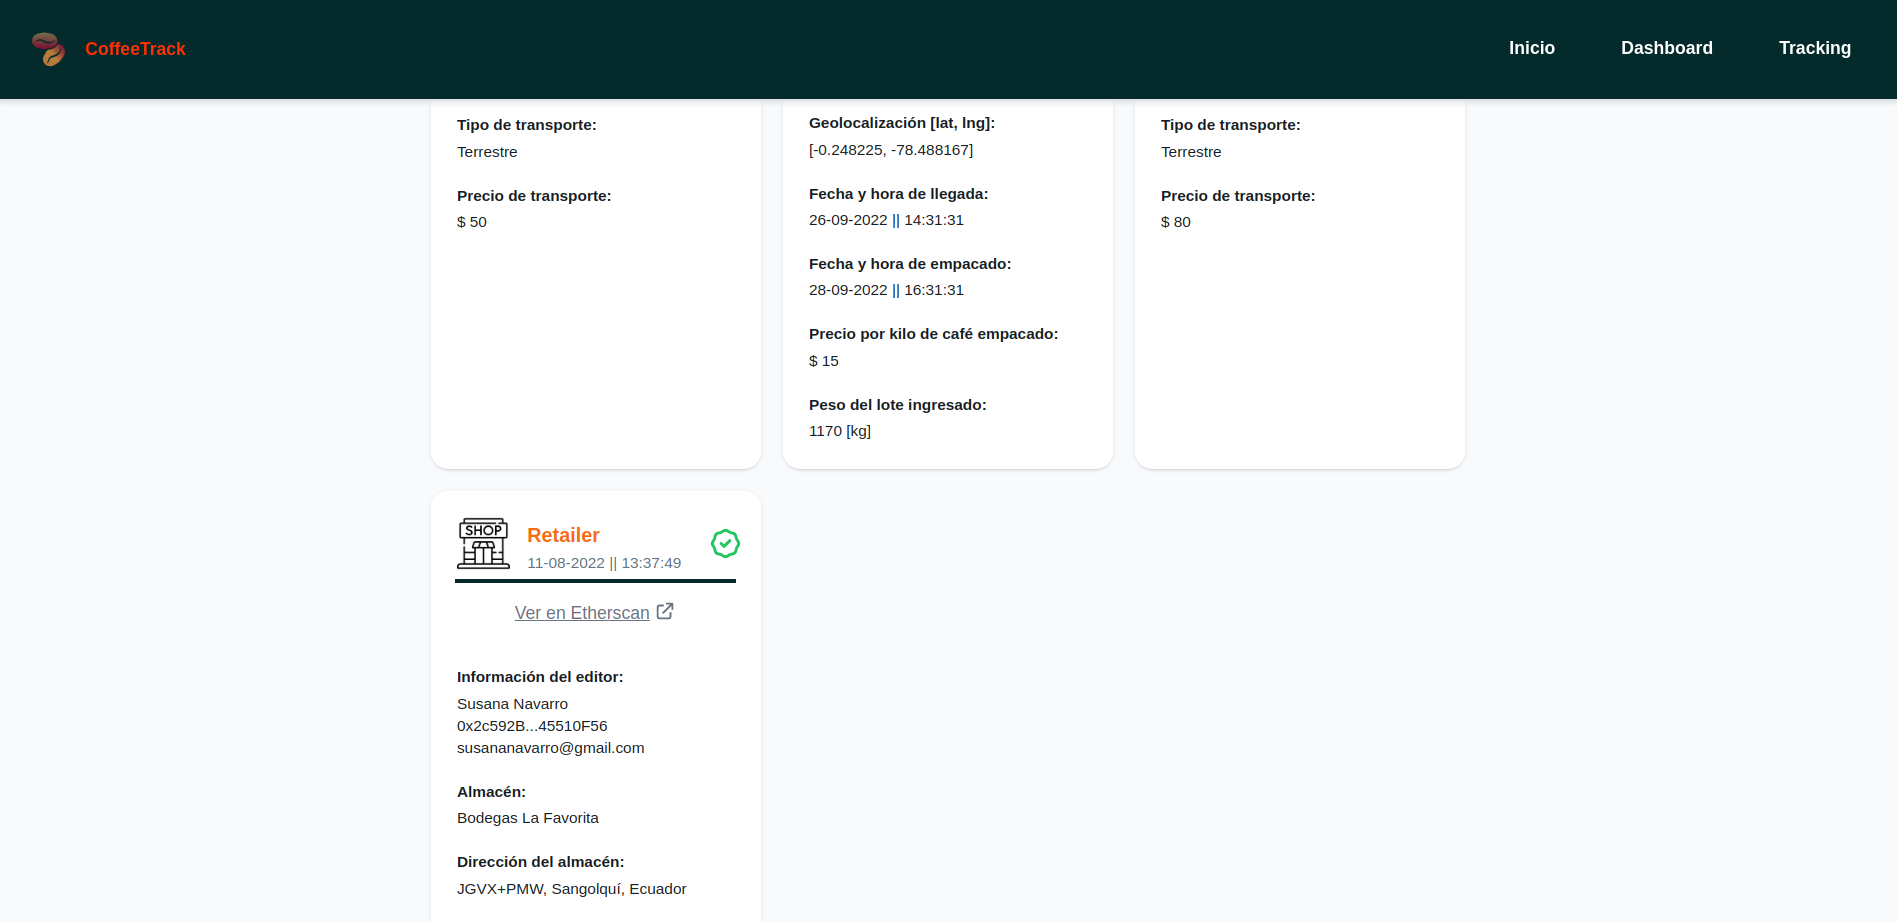 CoffeeTrack
Inicio
Dashboard
Tracking
Tipo de transporte:
Terrestre
Precio de transporte:
$ 50
Geolocalización [lat, lng]:
[-0.248225, -78.488167]
Fecha y hora de llegada:
26-09-2022 || 14:31:31
Fecha y hora de empacado:
28-09-2022 || 16:31:31
Precio por kilo de café empacado:
$ 15
Peso del lote ingresado:
1170 [kg]
Tipo de transporte:
Terrestre
Precio de transporte:
$ 80
SHOP
Retailer
11-08-2022 || 13:37:49
Ver en Etherscan
Información del editor:
Susana Navarro
0x2c592B...45510F56
susananavarro@gmail.com
Almacén:
Bodegas La Favorita
Dirección del almacén:
JGVX+PMW, Sangolquí, Ecuador